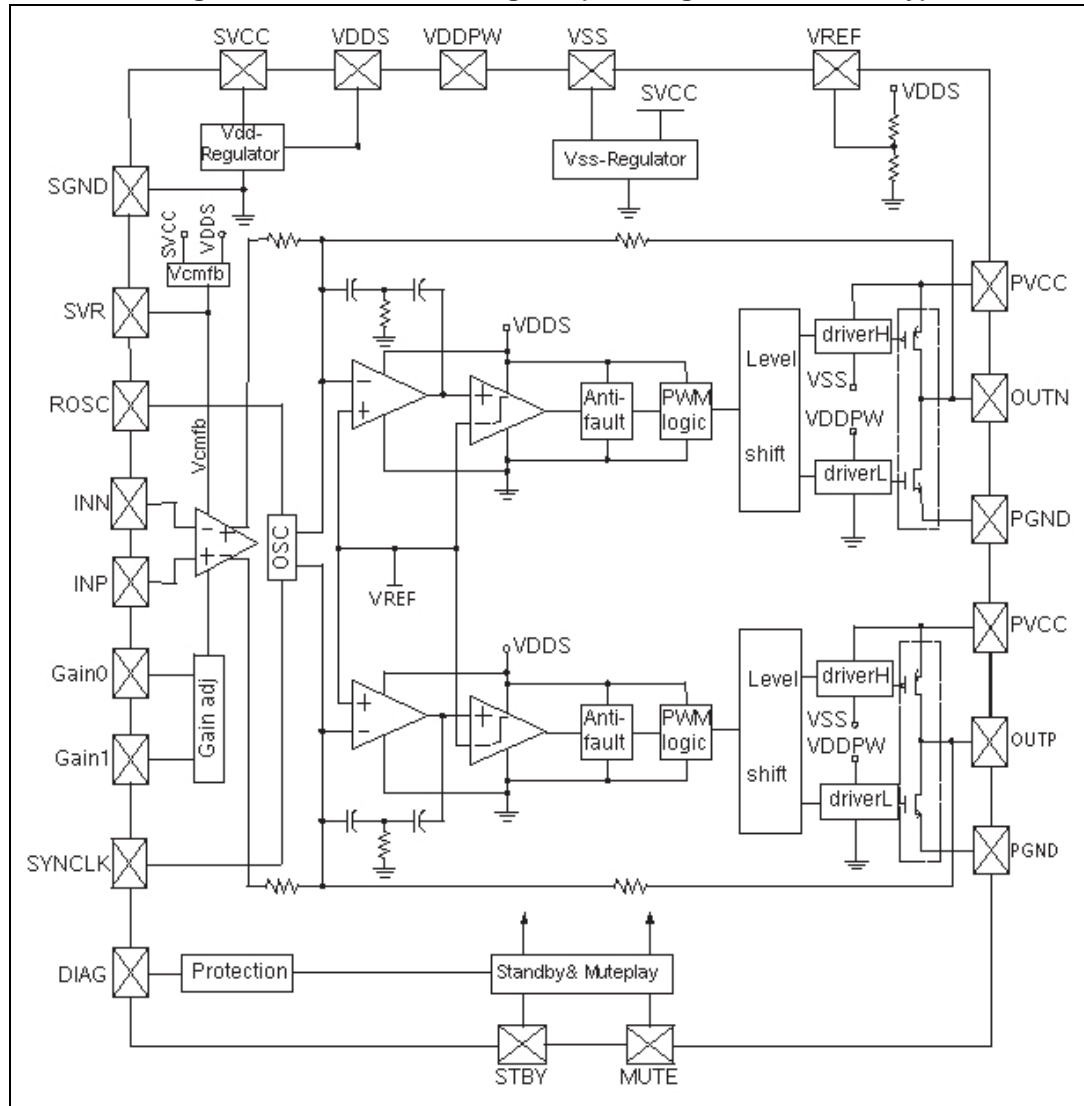 SVCC
VDDS
VDDPW
VSS
VREF
SVCC
VDDS
Vdd-
Regulator
Vss-Regulator
SGND
SVCC
VDDS
Vcmfb
SVR
PVCC
VDDS
Level
shift
driverH
VSS
VDDPW
driverL
ROSC
Vcmfb
-
+
+
Anti-
fault
PWM
logic
OUTN
INN
- +
+ -
OSC
PGND
INP
VREF
PVCC
VDDS
Level
shift
driverH
VSS
VDDPW
driverL
Gain0
Gain adj
+
-
+
-
Anti-
fault
PWM
logic
OUTP
Gain1
SYNCLK
PGND
DIAG
Protection
Standby& Muteplay
STBY
MUTE